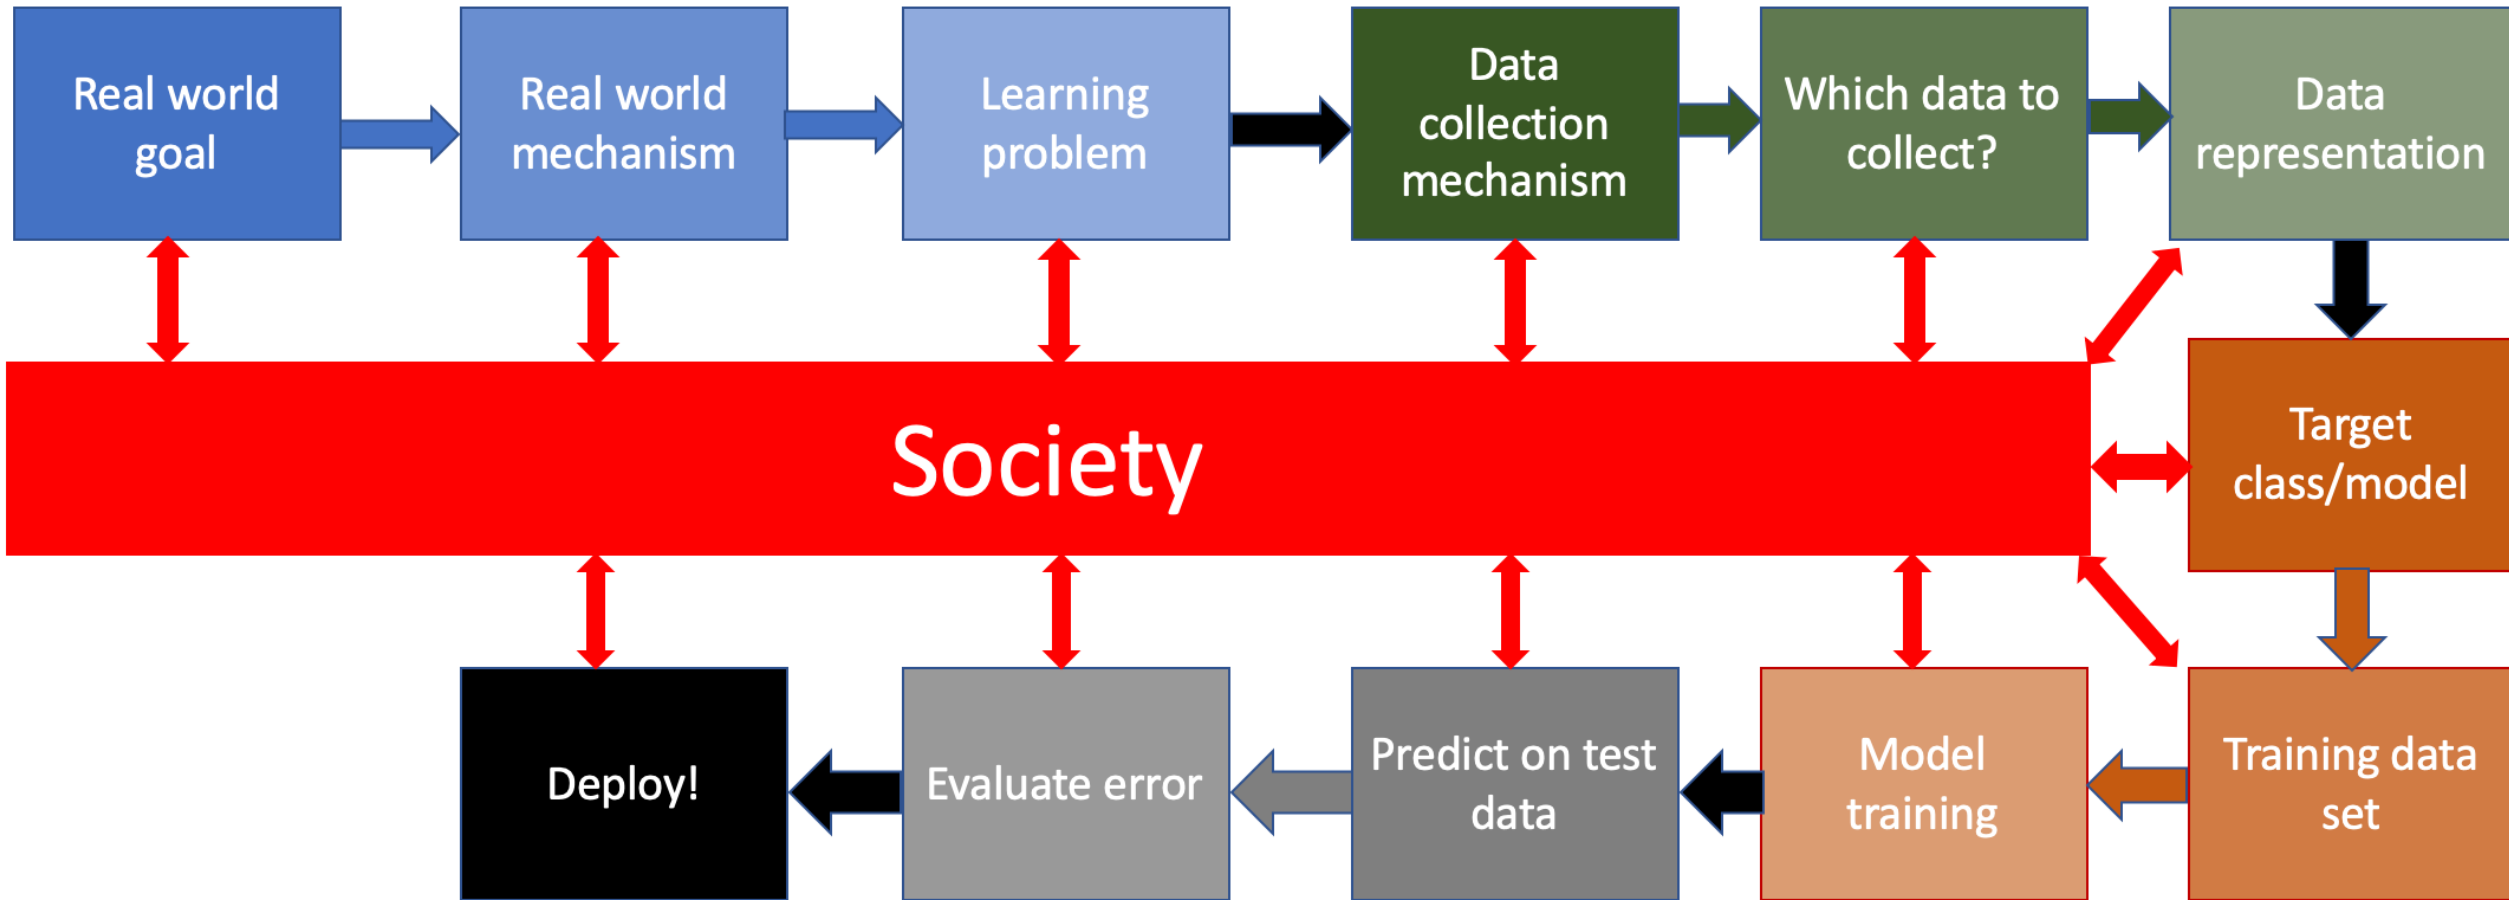 Real world
goal
Real world
mechanism
Learning
problem
Data
collection
mechanism
Which data to
collect?
Data
representation
Society
Target
class/model
Deploy!
Evaluate error
Predict on test
data
Model
training
Training data
set